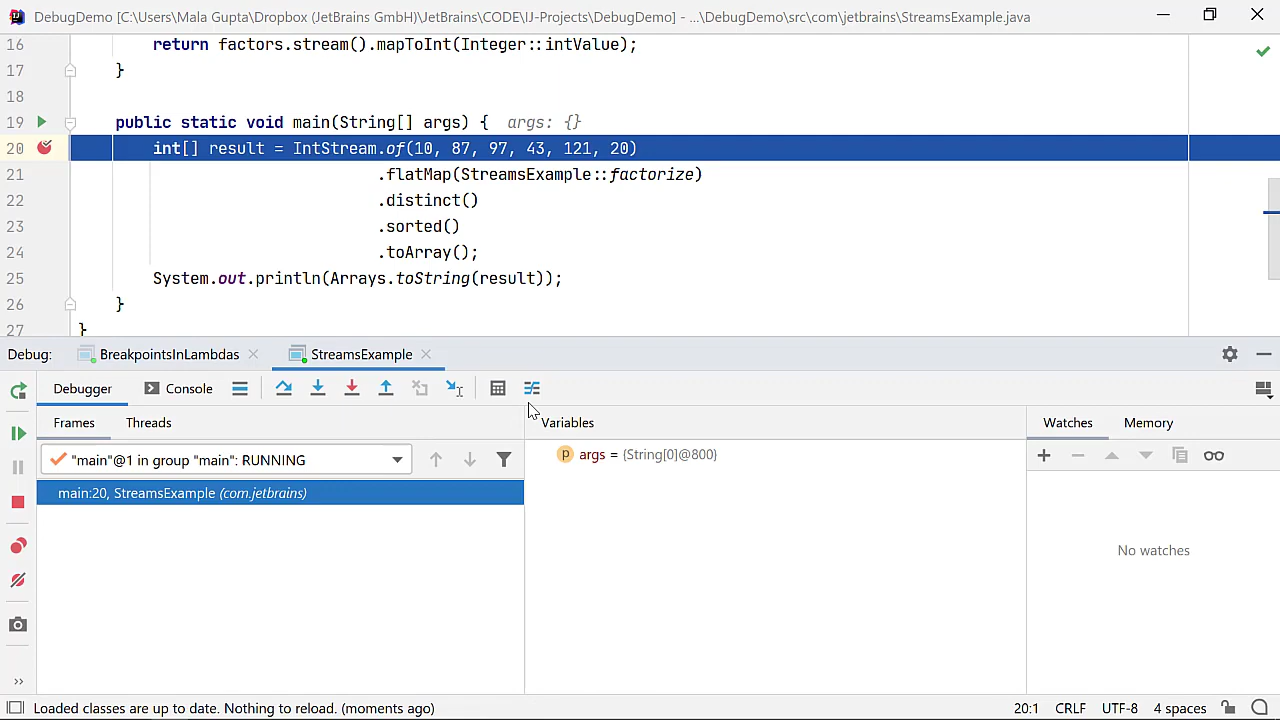 DebugDemo [C:\Users\Mala Gupta\Dropbox (JetBrains GmbH)\JetBrains\CODE\IJ-Projects\DebugDemo] - ...\DebugDemo\src\com\jetbrains\StreamsExample.java
16 return factors.stream().mapToInt(Integer::intValue);
17 }
18
19 public static void main(String[] args) { args: {}
20 int[] result = IntStream.of(10, 87, 97, 43, 121, 20)
21 .flatMap(StreamsExample::factorize)
22 .distinct()
23 .sorted()
24 .toArray();
25 System.out.println(Arrays.toString(result));
26 }
27 }
Debug: BreakpointsInLambdas StreamsExample
Debugger Console
Frames Threads Variables Watches Memory
"main"@1 in group "main": RUNNING
p args = {String[0]@800}
main:20, StreamsExample (com.jetbrains)
No watches
Loaded classes are up to date. Nothing to reload. (moments ago) 20:1 CRLF UTF-8 4 spaces